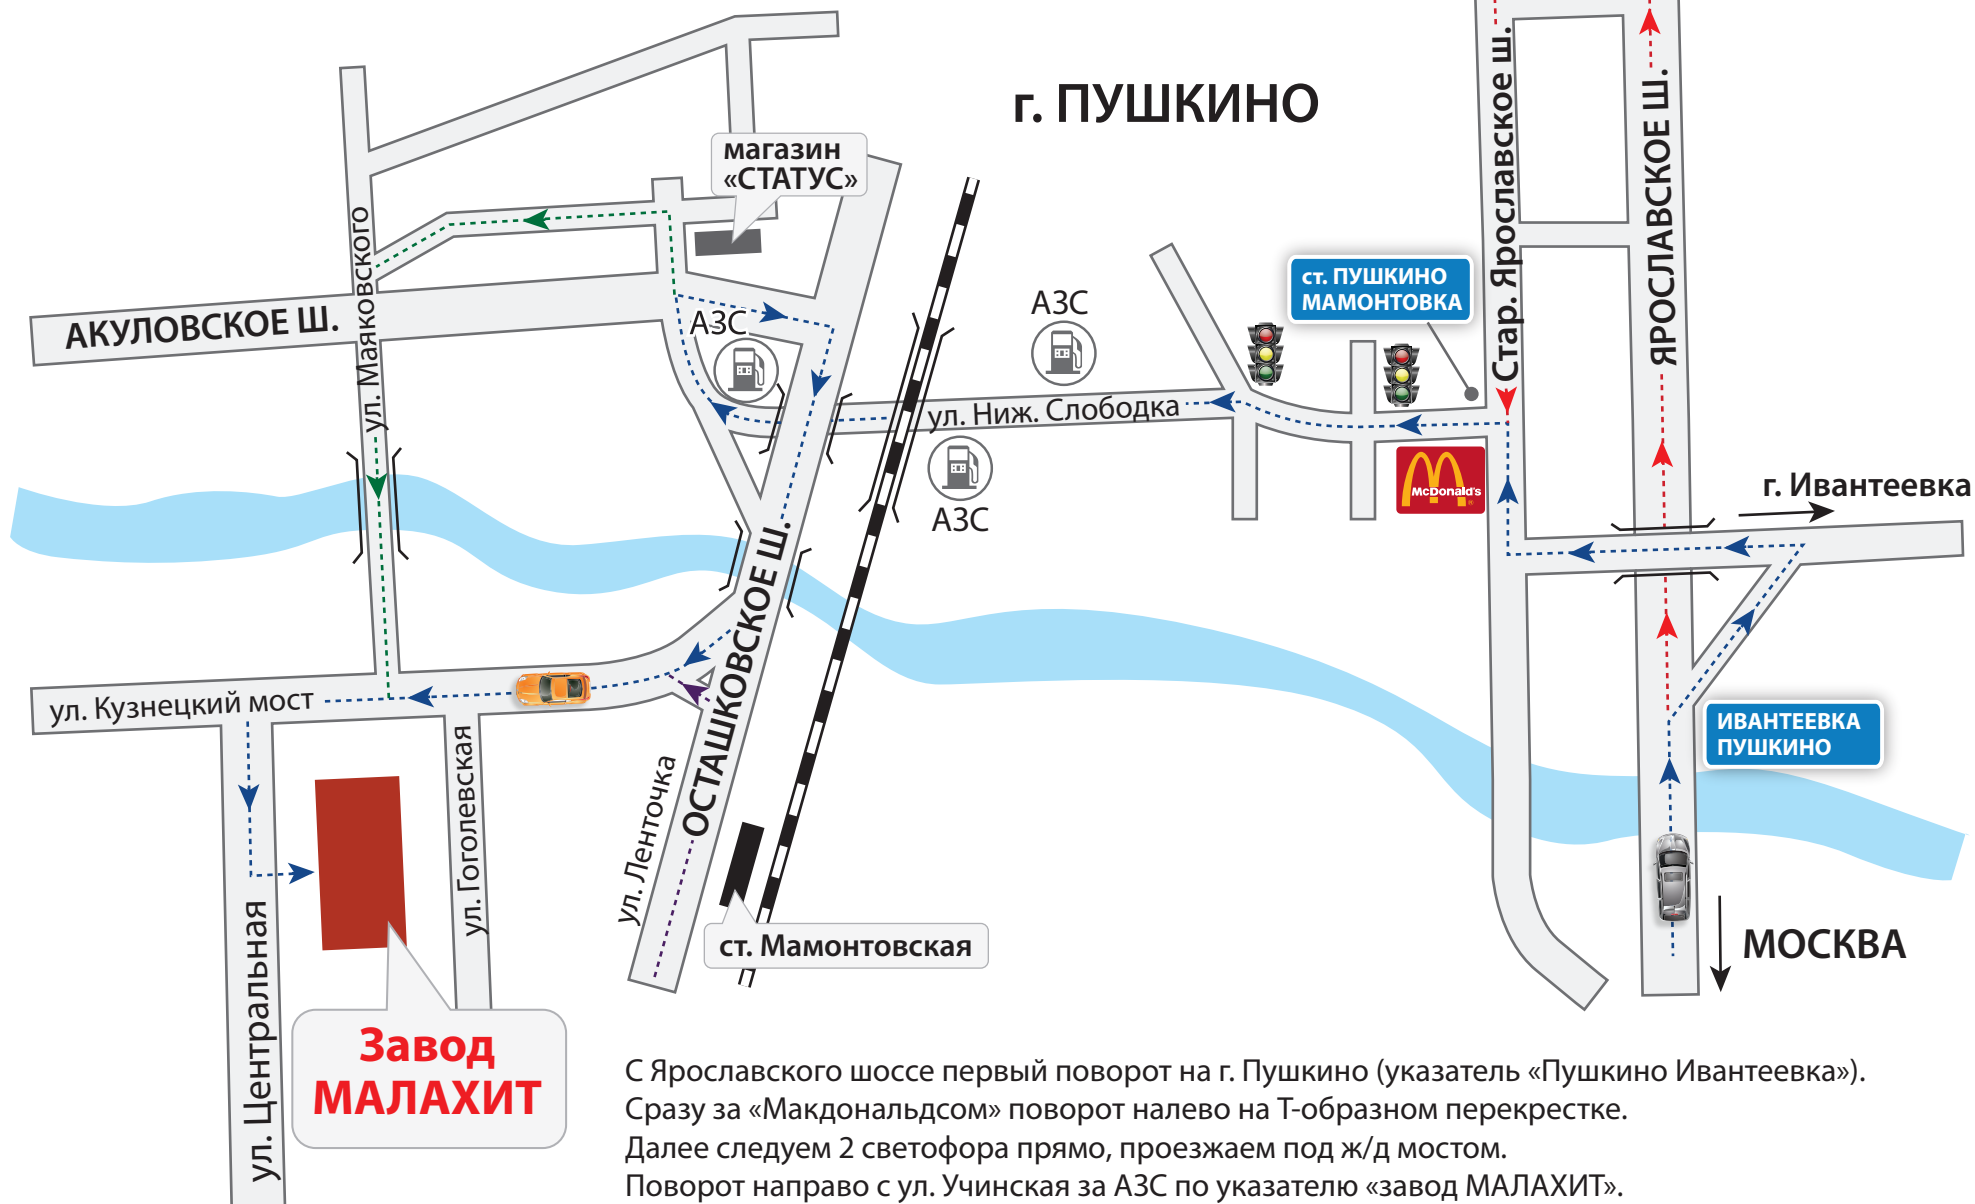 г. ПУШКИНО
магазин
«СТАТУС»
ул. Маяковского
АКУЛОВСКОЕ Ш.
АЗС
АЗС
АЗС
ул. Ниж. Слободка
ст. ПУШКИНО
МАМОНТОВКА
Стар. Ярославское ш.
ЯРОСЛАВСКОЕ Ш.
McDonald's
г. Ивантеевка
ИВАНТЕЕВКА
ПУШКИНО
МОСКВА
ОСТАШКОВСКОЕ Ш.
ул. Кузнецкий мост
ул. Гоголевская
ул. Ленточка
ул. Центральная
ст. Мамонтовская
Завод
МАЛАХИТ
С Ярославского шоссе первый поворот на г. Пушкино (указатель «Пушкино Ивантеевка»).
Сразу за «Макдональдсом» поворот налево на Т-образном перекрестке.
Далее следуем 2 светофора прямо, проезжаем под ж/д мостом.
Поворот направо с ул. Учинская за АЗС по указателю «завод МАЛАХИТ».